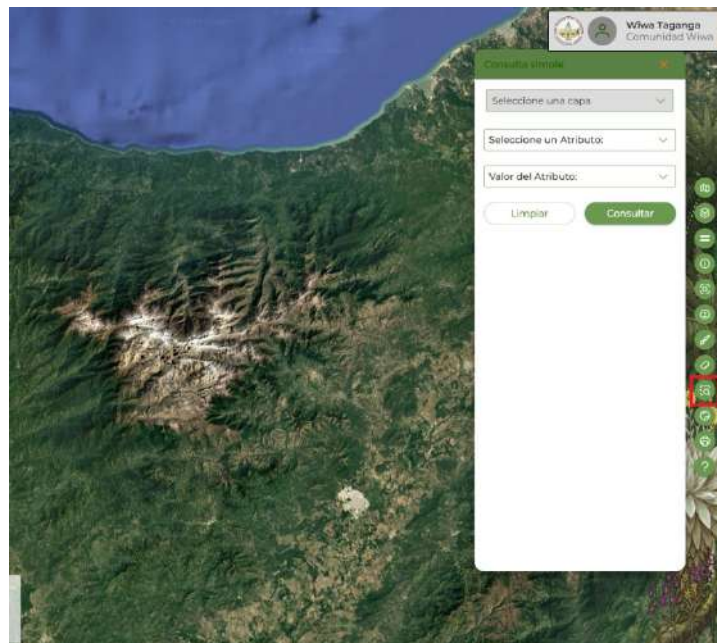 Wiwa Taganga
Comunidad Wiwa
Consulta simple
Seleccione una capa
Seleccione un Atributo:
Valor del Atributo:
Limpiar
Consultar